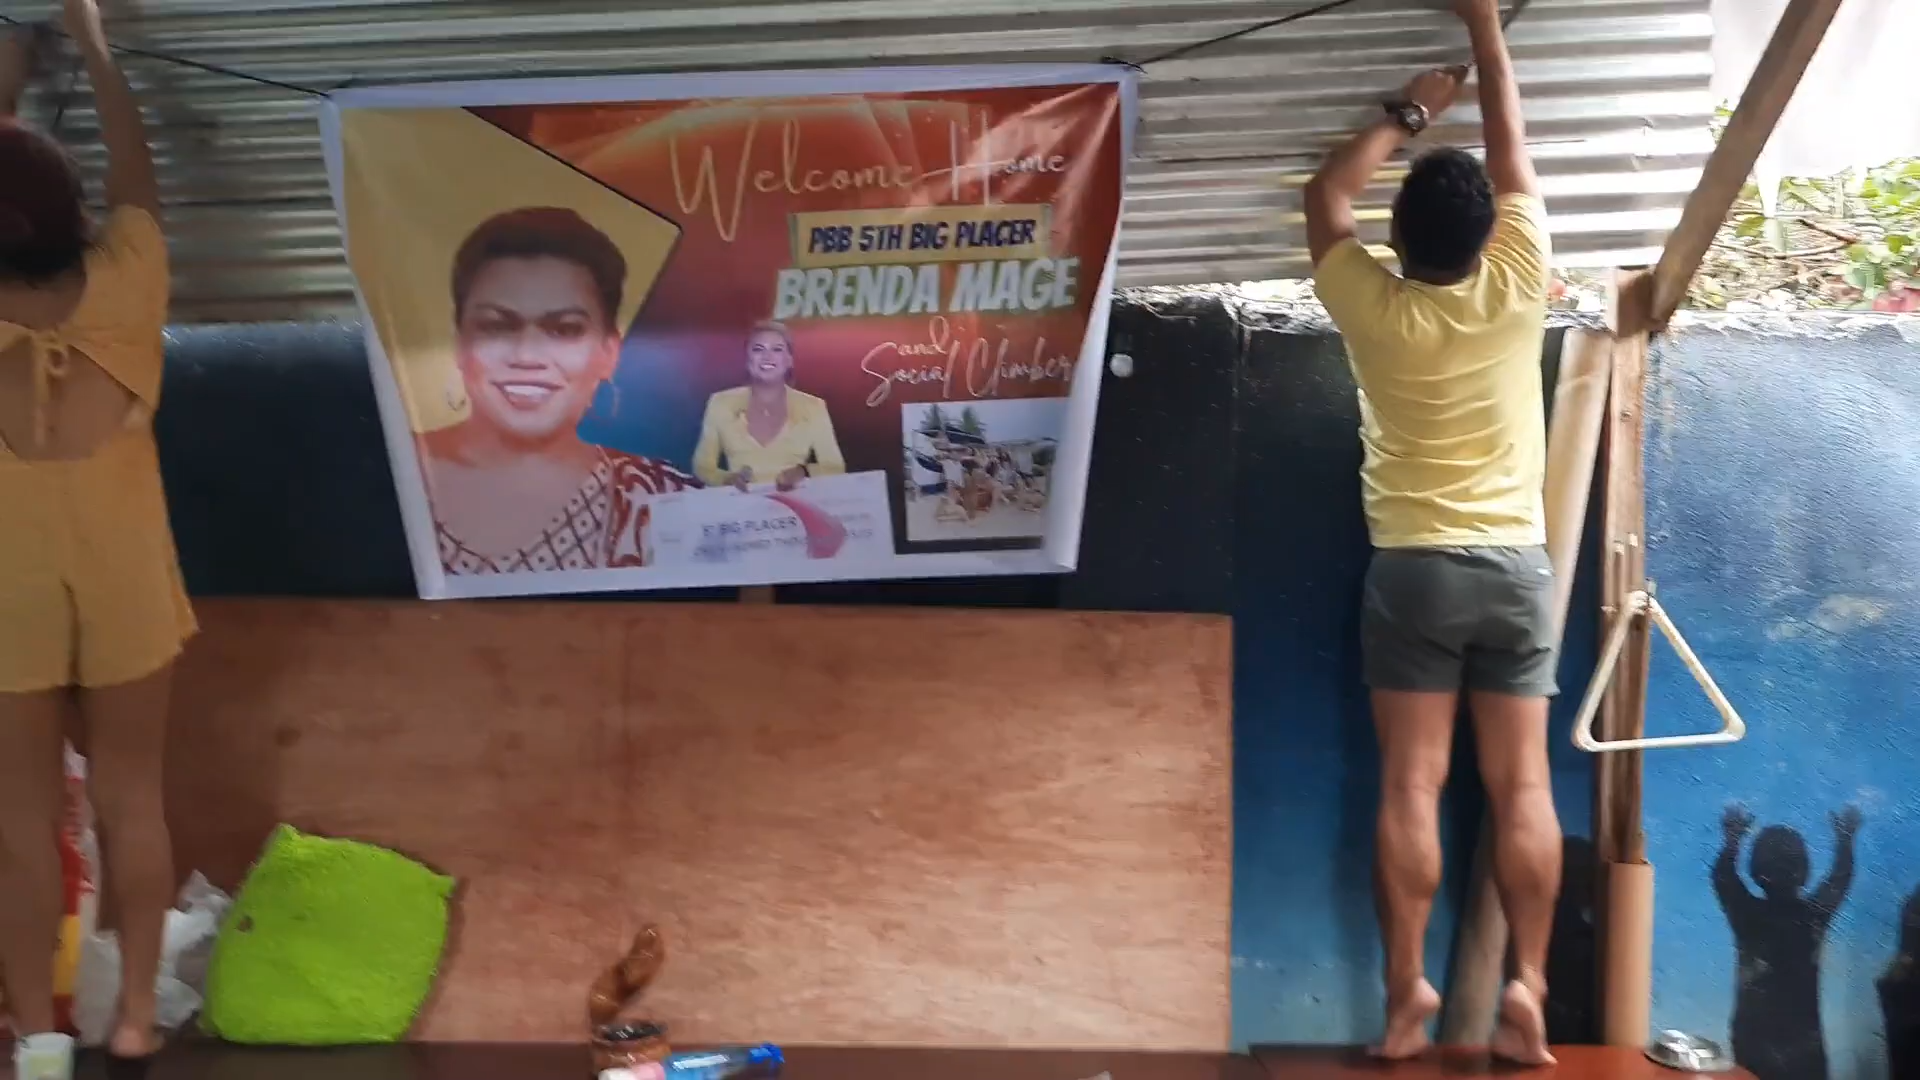 Welcome Home
PBB 5TH BIG PLACER
BRENDA MAGE
and
Social Climber
BIG PLACER